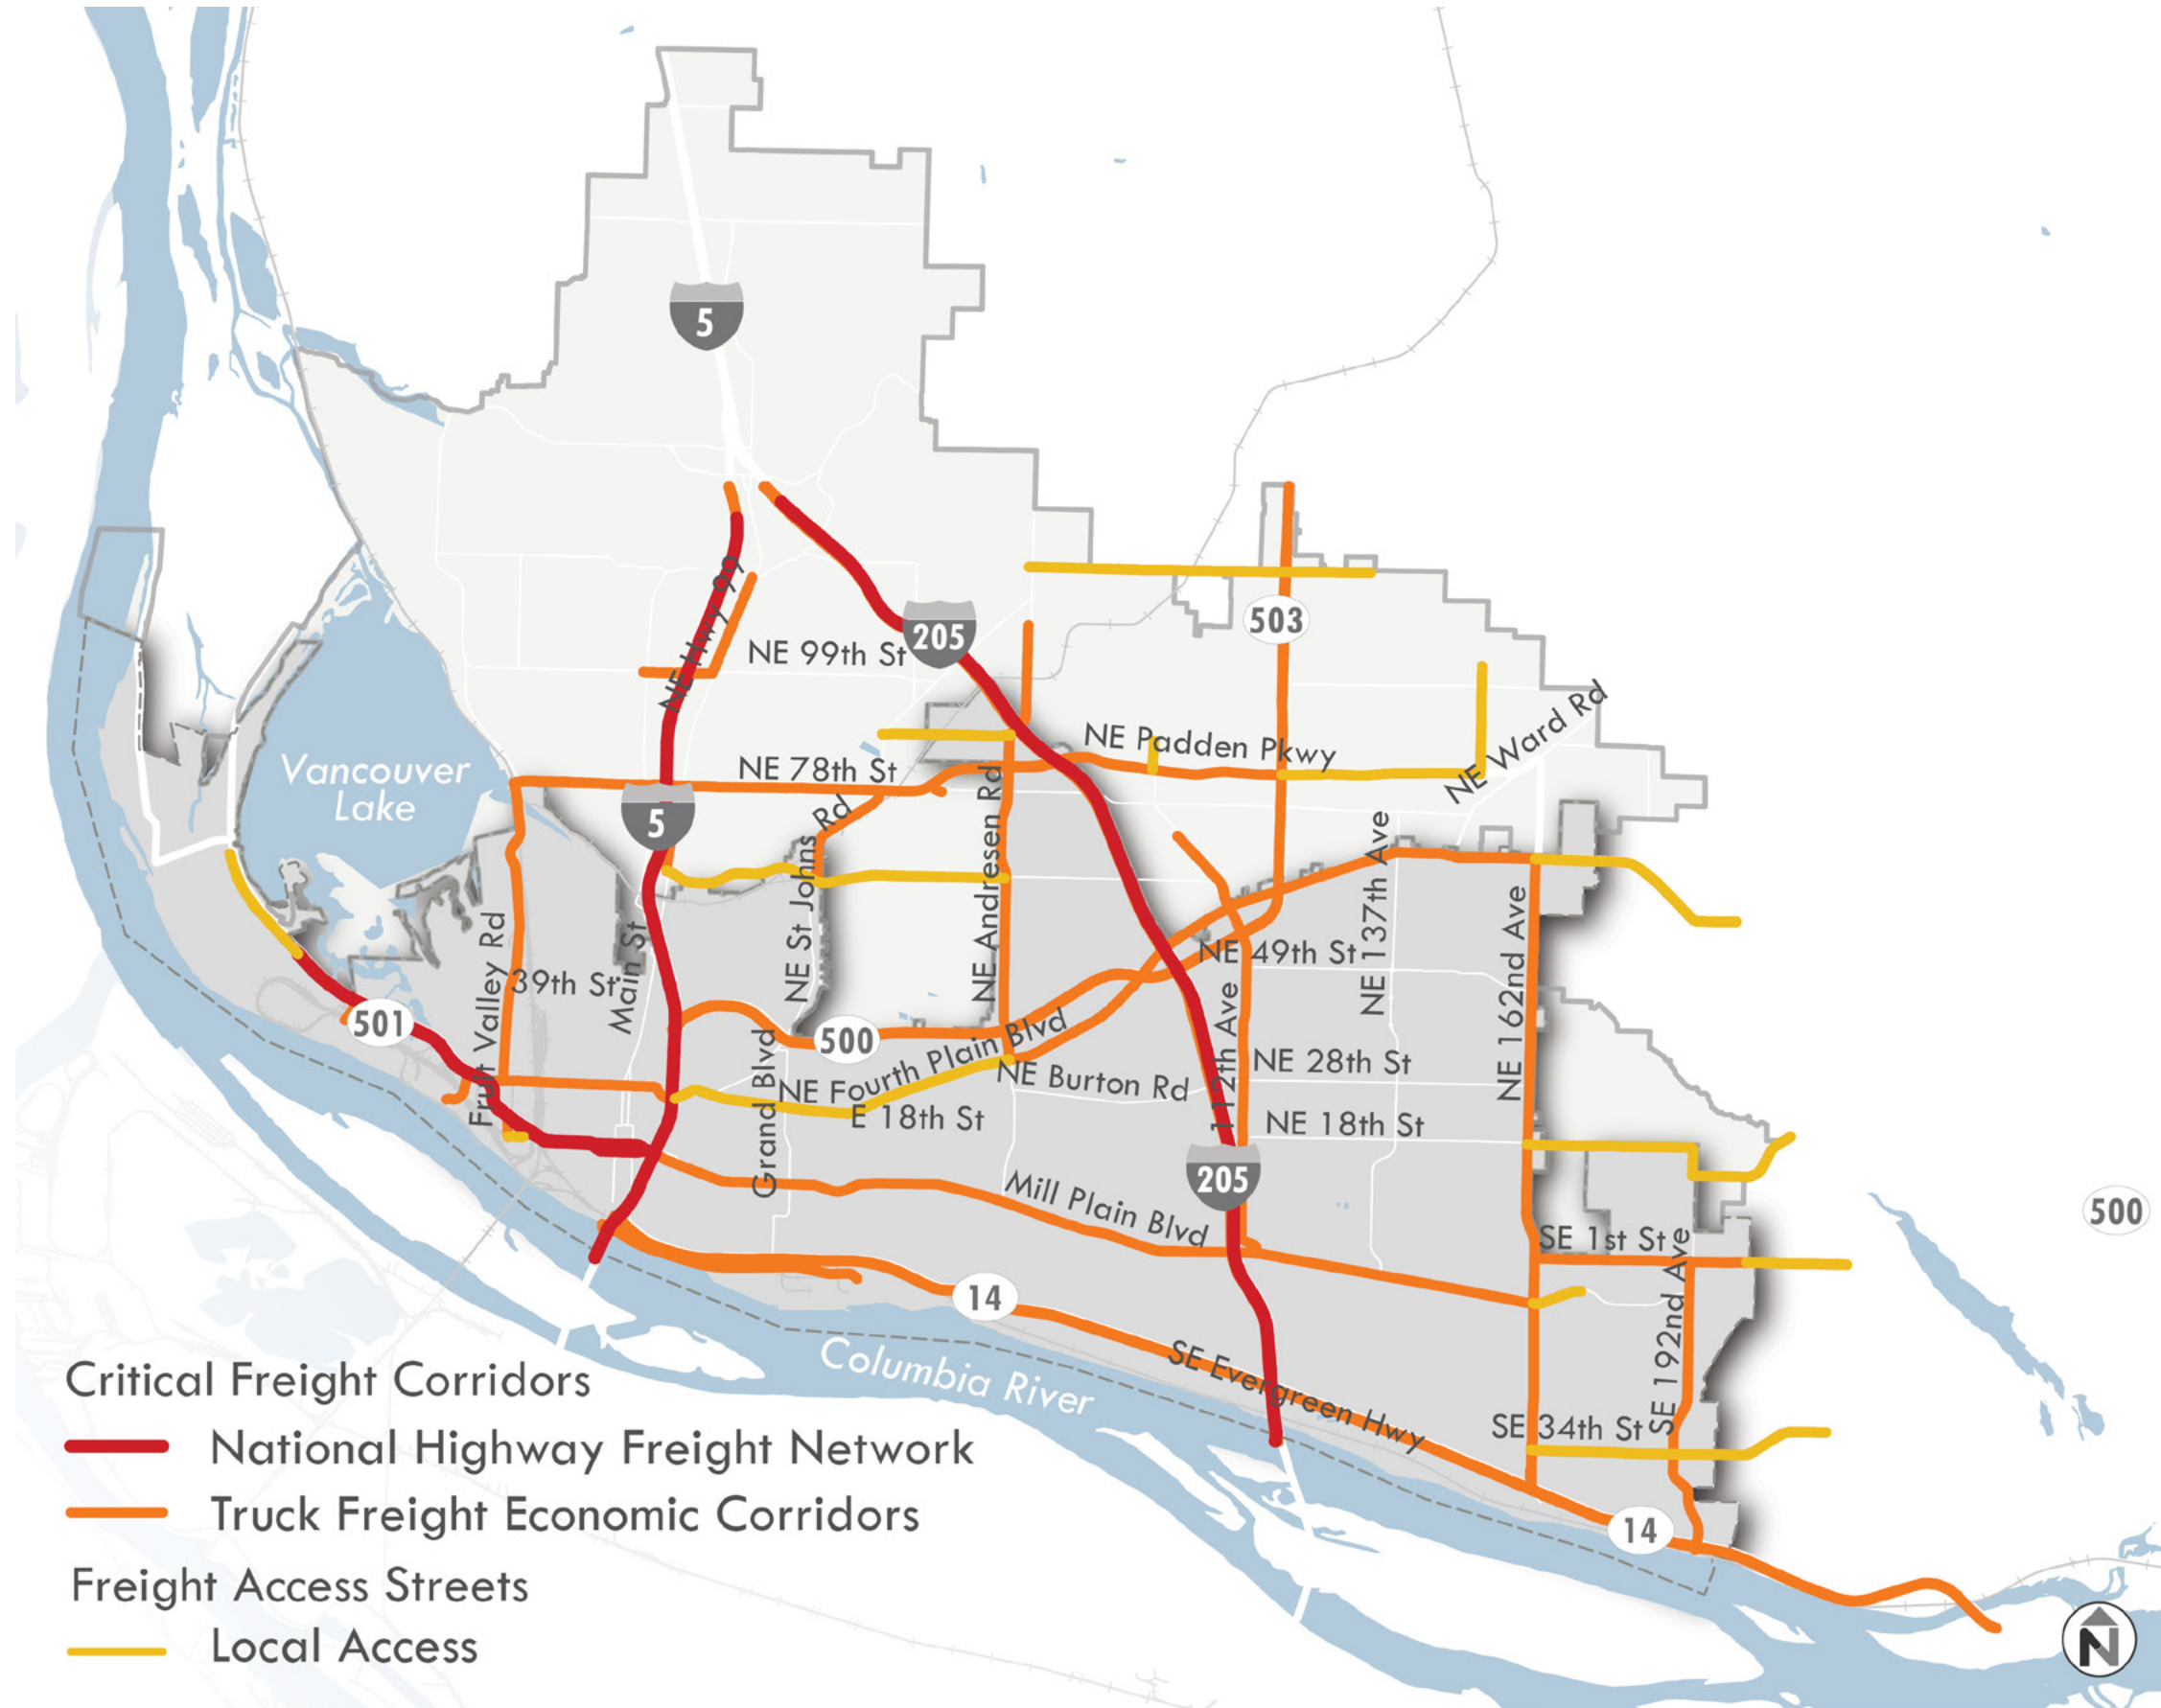 5
205
NE Hwy 99
NE 99th St
503
NE Padden Pkwy
NE Ward Rd
Vancouver
Lake
NE 78th St
5
NE St Johns Rd
NE Andresen Rd
NE 137th Ave
NE 162nd Ave
Fruit Valley Rd
39th St
Main St
NE 49th St
501
500
NE Fourth Plain Blvd
NE Burton Rd
112th Ave
NE 28th St
Grand Blvd
E 18th St
NE 18th St
205
Mill Plain Blvd
500
SE 1st St
SE 192nd Ave
14
Columbia River
SE Evergreen Hwy
SE 34th St
14
Critical Freight Corridors
National Highway Freight Network
Truck Freight Economic Corridors
Freight Access Streets
Local Access
N